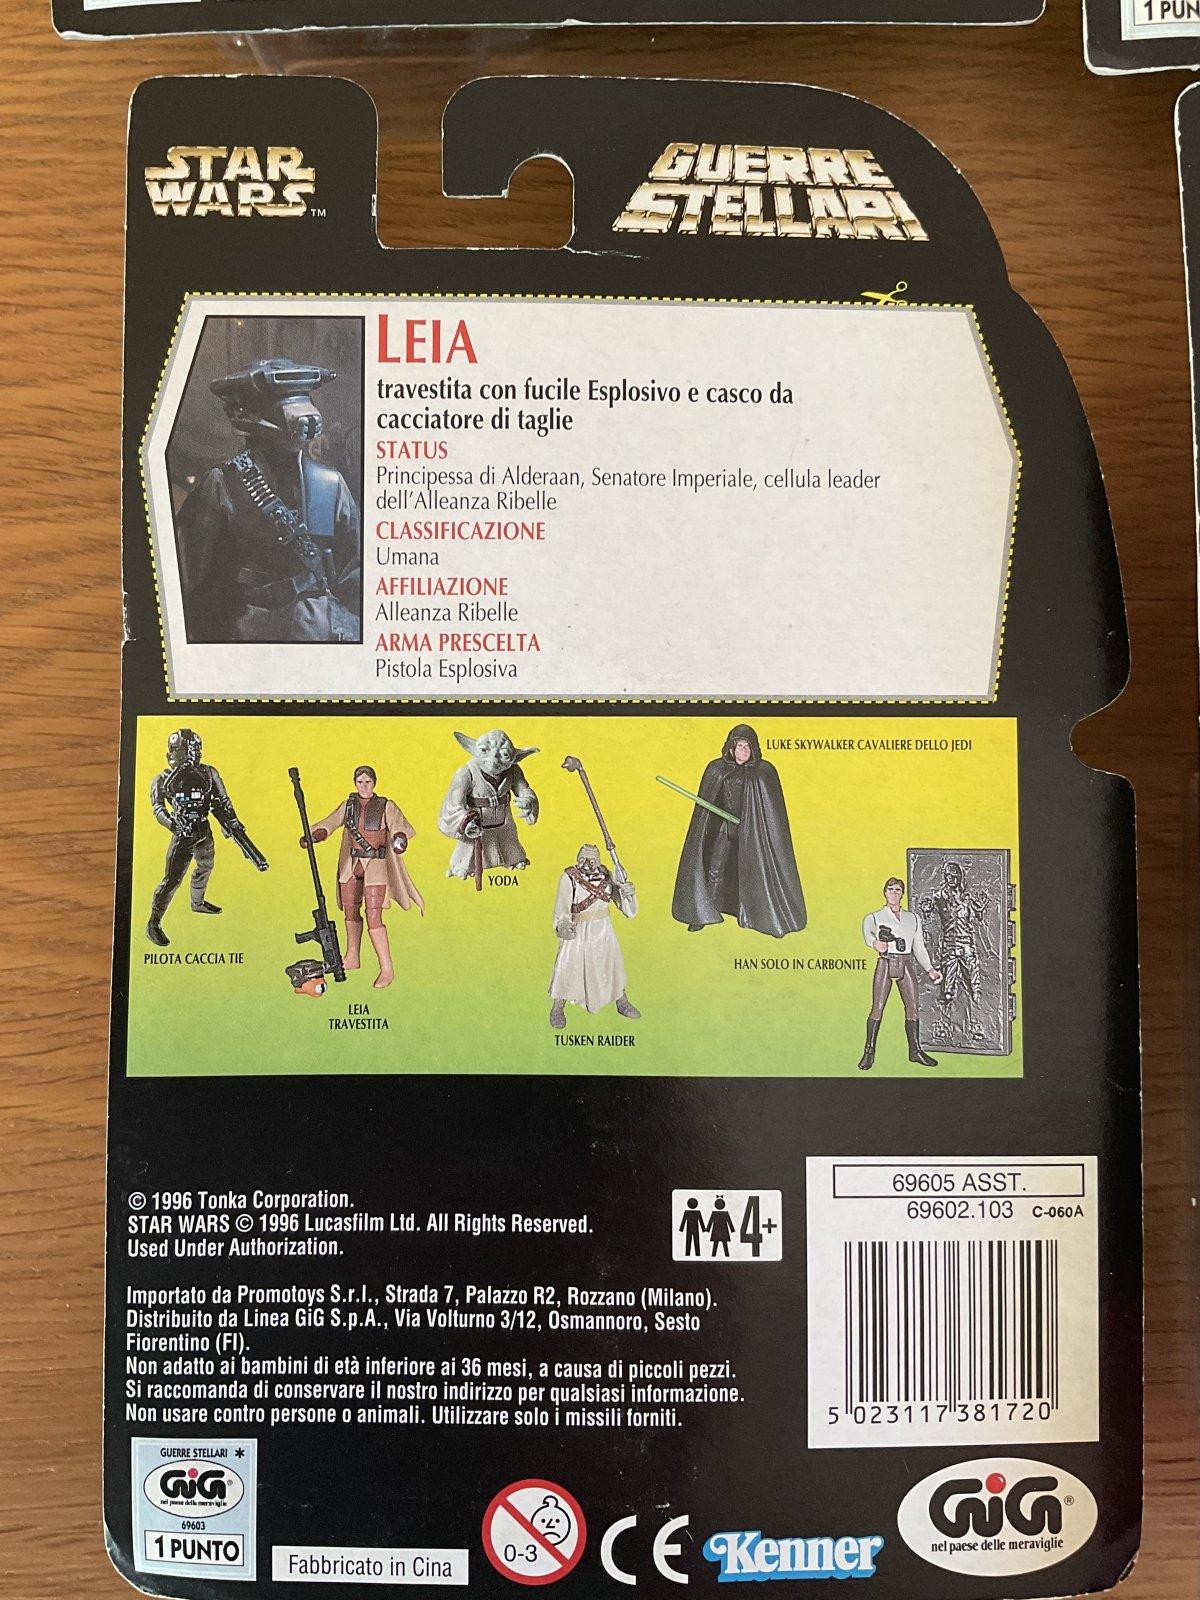 1 PUN
STAR
WARS™
GUERRE
STELLARI
LEIA
travestita con fucile Esplosivo e casco da
cacciatore di taglie
STATUS
Principessa di Alderaan, Senatore Imperiale, cellula leader
dell'Alleanza Ribelle
CLASSIFICAZIONE
Umana
AFFILIAZIONE
Alleanza Ribelle
ARMA PRESCELTA
Pistola Esplosiva
LUKE SKYWALKER CAVALIERE DELLO JEDI
YODA
PILOTA CACCIA TIE
HAN SOLO IN CARBONITE
LEIA
TRAVESTITA
TUSKEN RAIDER
© 1996 Tonka Corporation.
STAR WARS © 1996 Lucasfilm Ltd. All Rights Reserved.
Used Under Authorization.
4+
69605 ASST.
69602.103 C-060A
5 023117 381720
Importato da Promotoys S.r.l., Strada 7, Palazzo R2, Rozzano (Milano).
Distribuito da Linea GiG S.p.A., Via Volturno 3/12, Osmannoro, Sesto
Fiorentino (FI).
Non adatto ai bambini di età inferiore ai 36 mesi, a causa di piccoli pezzi.
Si raccomanda di conservare il nostro indirizzo per qualsiasi informazione.
Non usare contro persone o animali. Utilizzare solo i missili forniti.
GUERRE STELLARI *
GiG®
nel paese delle meraviglie
69603
1 PUNTO
Fabbricato in Cina
0-3
CE
Kenner
GiG®
nel paese delle meraviglie